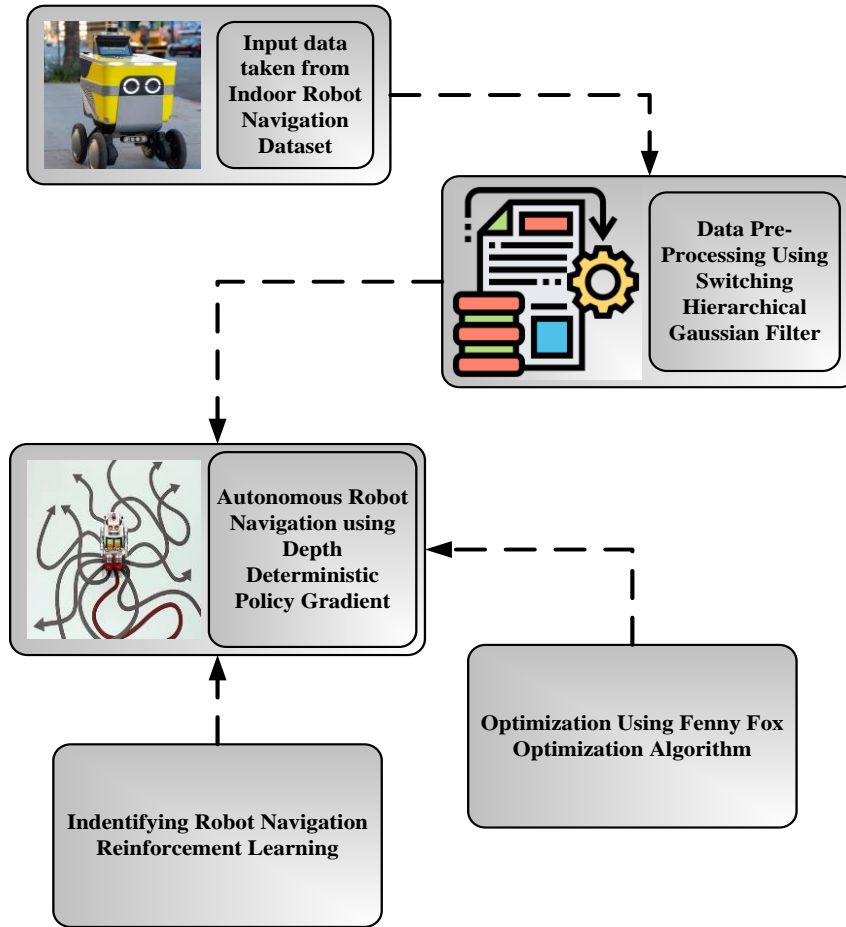 Input data
taken from
Indoor Robot
Navigation
Dataset
Data Pre-
Processing Using
Switching
Hierarchical
Gaussian Filter
Autonomous Robot
Navigation using
Depth
Deterministic
Policy Gradient
Optimization Using Fenny Fox
Optimization Algorithm
Indentifying Robot Navigation
Reinforcement Learning